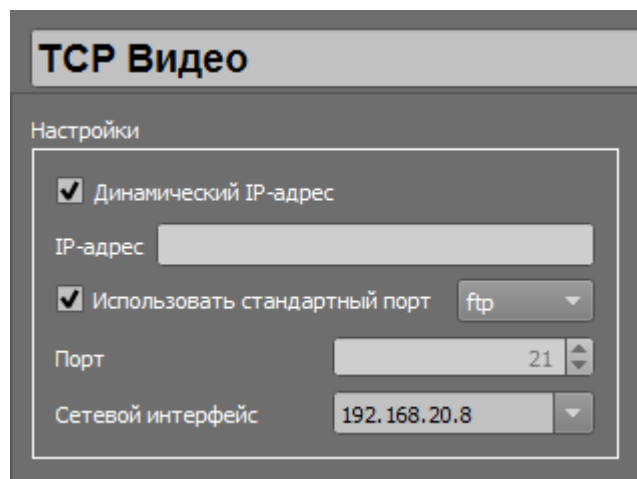 TCP Видео
Настройки
Динамический IP-адрес
IP-адрес
Использовать стандартный порт ftp
Порт 21
Сетевой интерфейс 192.168.20.8